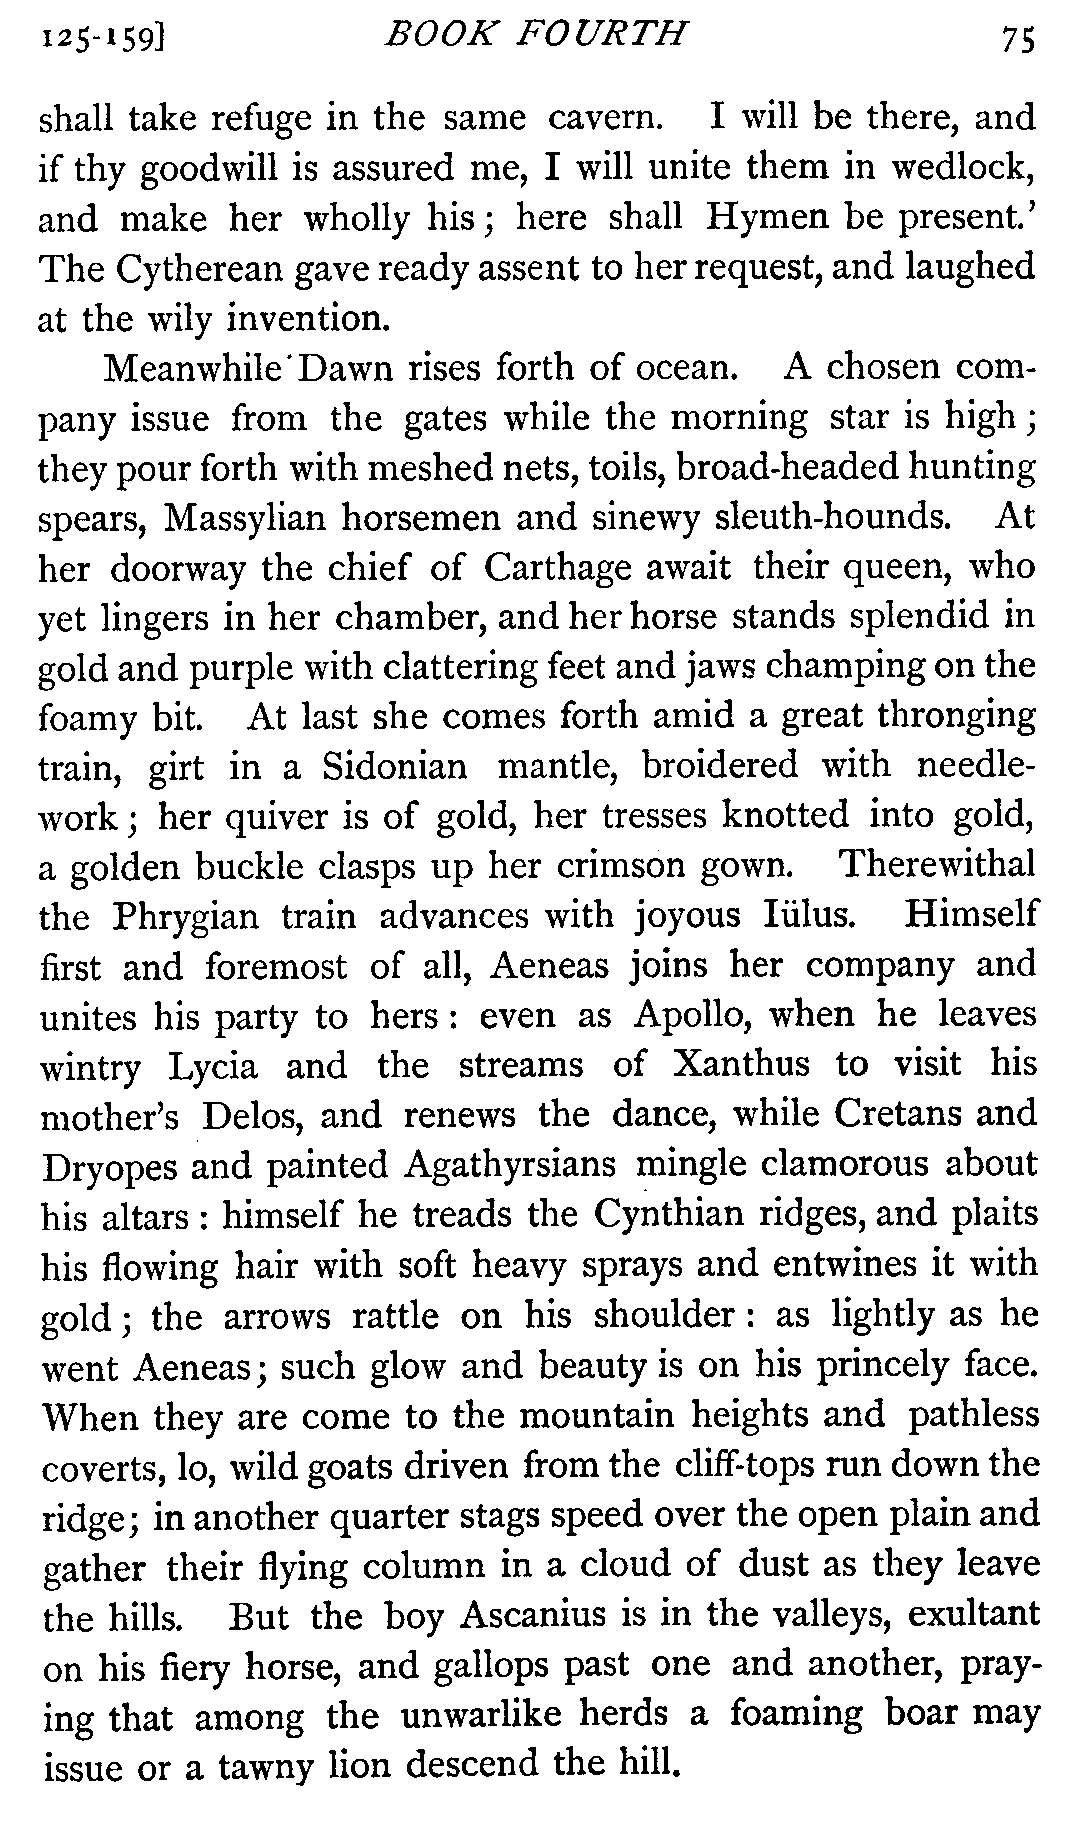 125-159] BOOK FOURTH 75
shall take refuge in the same cavern. I will be there, and
if thy goodwill is assured me, I will unite them in wedlock,
and make her wholly his; here shall Hymen be present.'
The Cytherean gave ready assent to her request, and laughed
at the wily invention.
Meanwhile Dawn rises forth of ocean. A chosen com-
pany issue from the gates while the morning star is high;
they pour forth with meshed nets, toils, broad-headed hunting
spears, Massylian horsemen and sinewy sleuth-hounds. At
her doorway the chief of Carthage await their queen, who
yet lingers in her chamber, and her horse stands splendid in
gold and purple with clattering feet and jaws champing on the
foamy bit. At last she comes forth amid a great thronging
train, girt in a Sidonian mantle, broidered with needle-
work; her quiver is of gold, her tresses knotted into gold,
a golden buckle clasps up her crimson gown. Therewithal
the Phrygian train advances with joyous Iülus. Himself
first and foremost of all, Aeneas joins her company and
unites his party to hers: even as Apollo, when he leaves
wintry Lycia and the streams of Xanthus to visit his
mother's Delos, and renews the dance, while Cretans and
Dryopes and painted Agathyrsians mingle clamorous about
his altars: himself he treads the Cynthian ridges, and plaits
his flowing hair with soft heavy sprays and entwines it with
gold; the arrows rattle on his shoulder: as lightly as he
went Aeneas; such glow and beauty is on his princely face.
When they are come to the mountain heights and pathless
coverts, lo, wild goats driven from the cliff-tops run down the
ridge; in another quarter stags speed over the open plain and
gather their flying column in a cloud of dust as they leave
the hills. But the boy Ascanius is in the valleys, exultant
on his fiery horse, and gallops past one and another, pray-
ing that among the unwarlike herds a foaming boar may
issue or a tawny lion descend the hill.